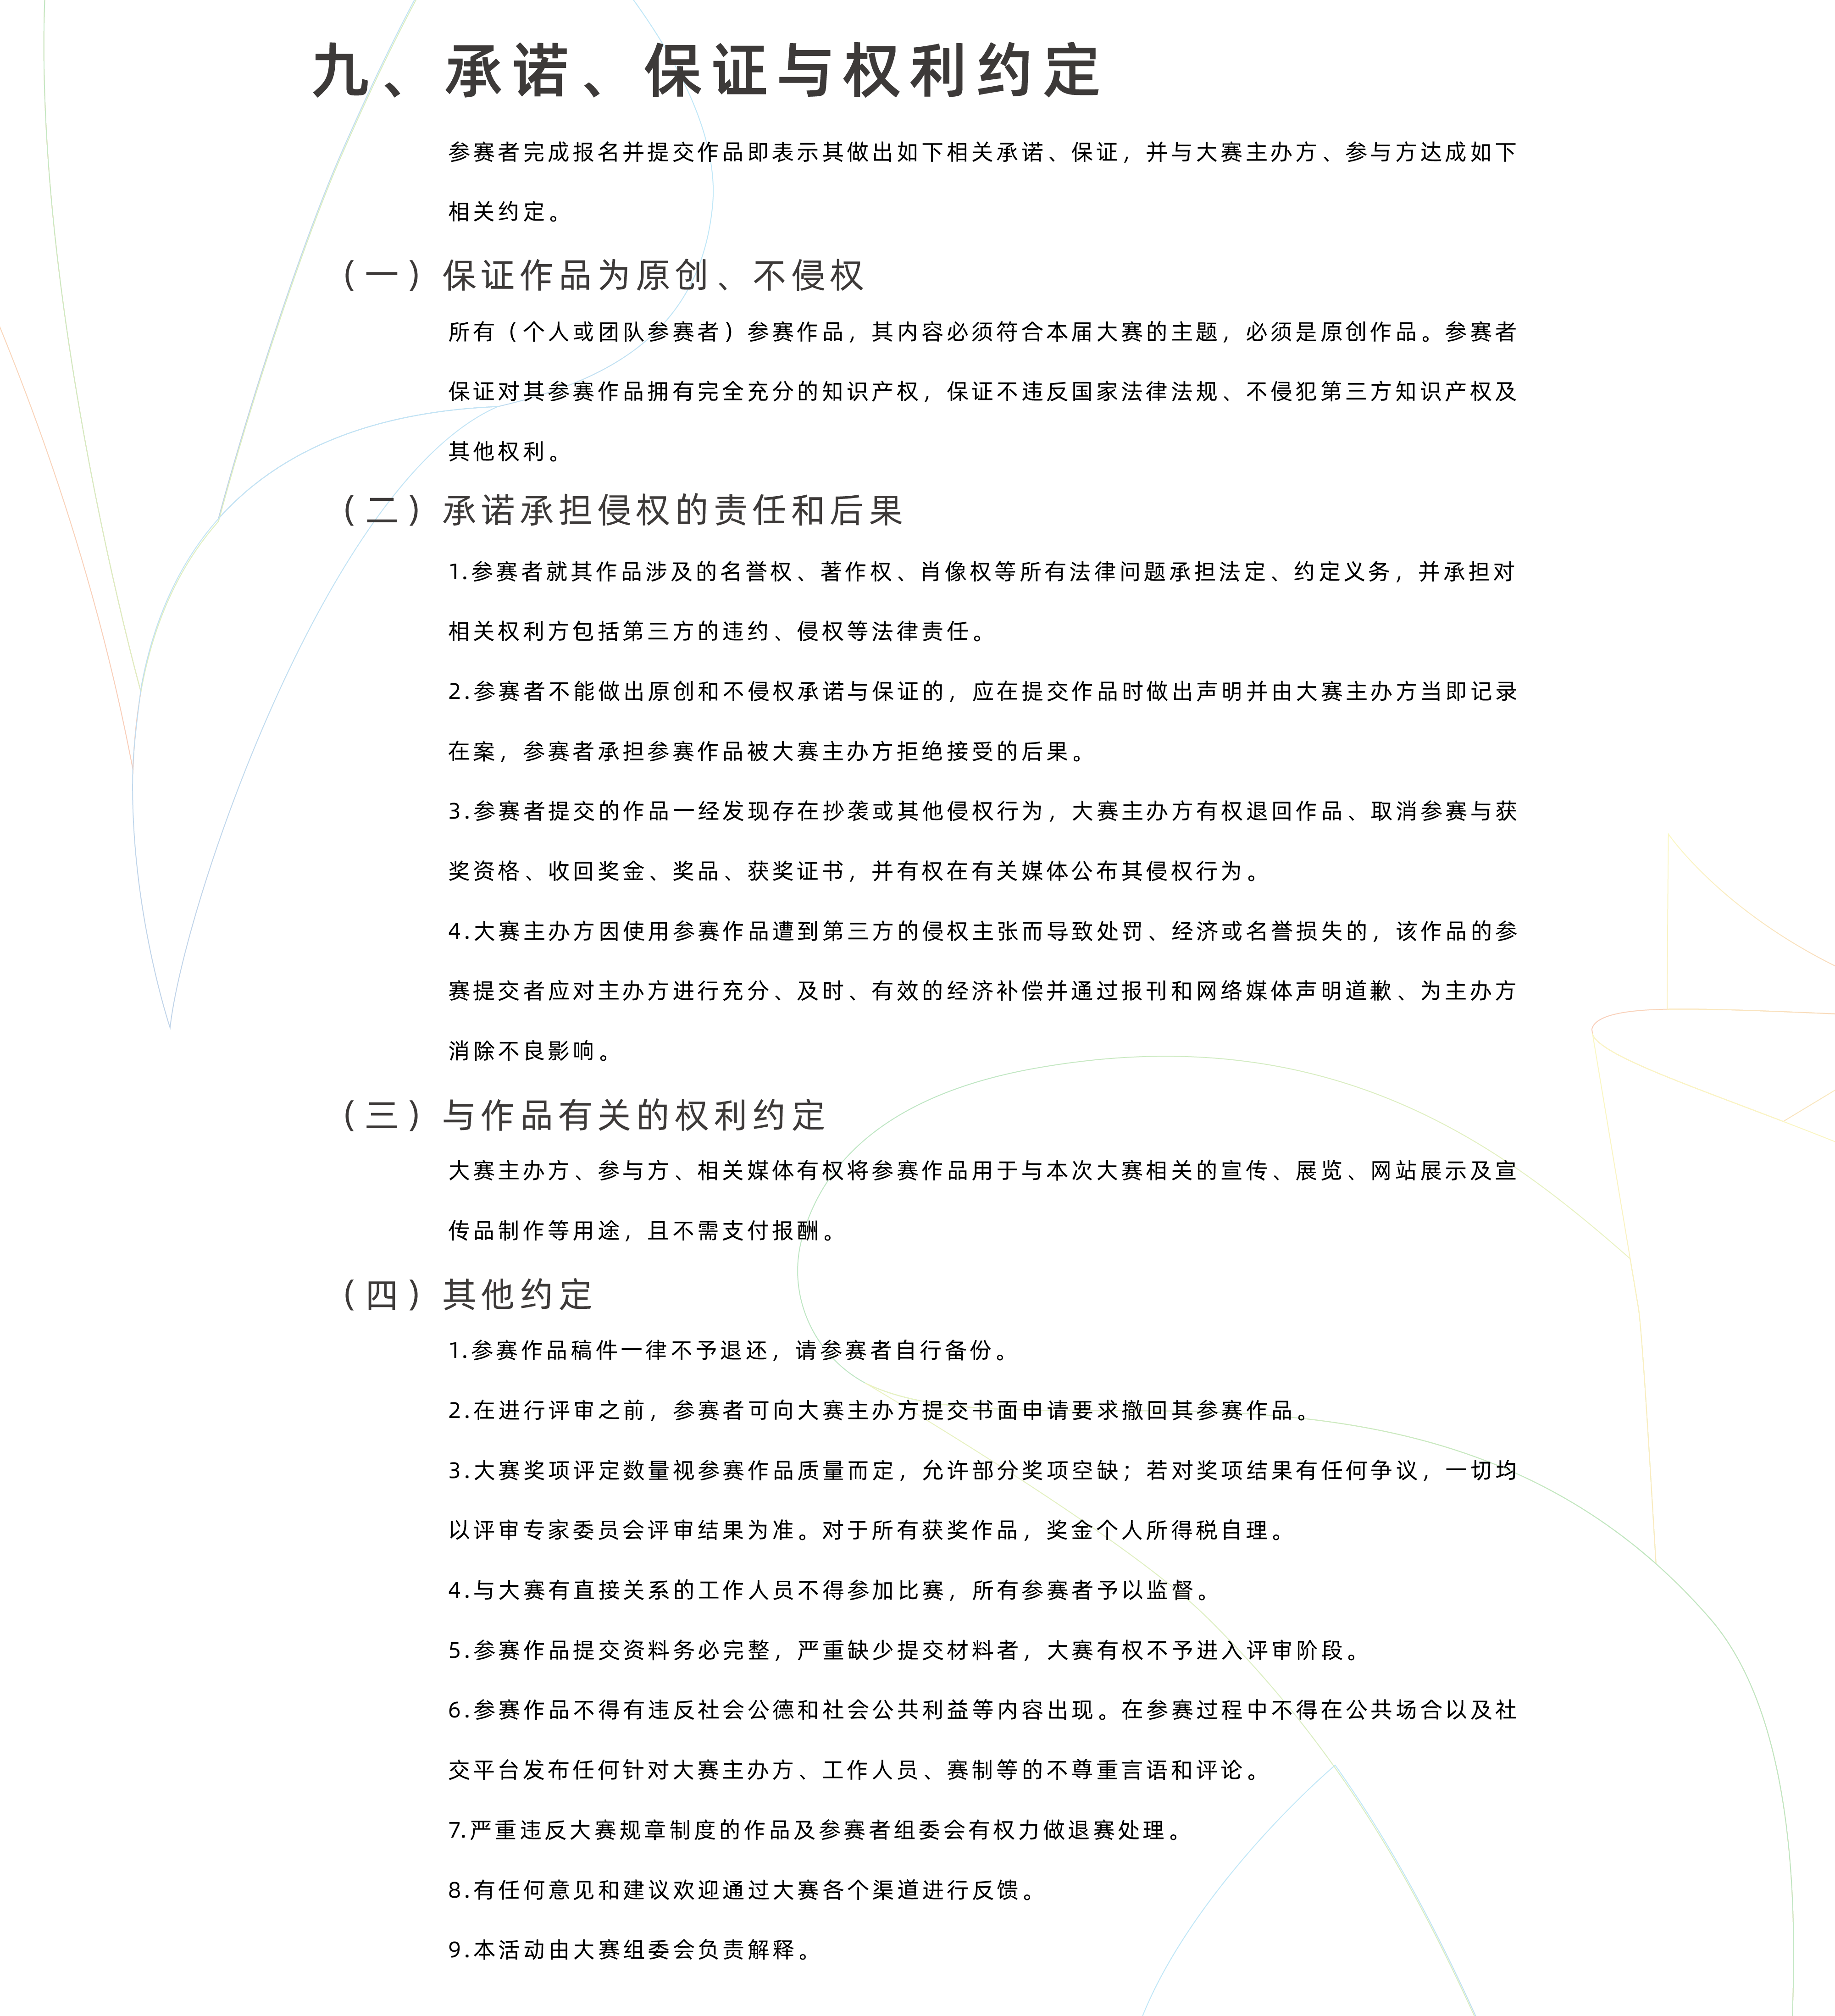 九、承诺、保证与权利约定
参赛者完成报名并提交作品即表示其做出如下相关承诺、保证，并与大赛主办方、参与方达成如下
相关约定。
（一）保证作品为原创、不侵权
所有（个人或团队参赛者）参赛作品，其内容必须符合本届大赛的主题，必须是原创作品。参赛者
保证对其参赛作品拥有完全充分的知识产权，保证不违反国家法律法规、不侵犯第三方知识产权及
其他权利。
（二）承诺承担侵权的责任和后果
1.参赛者就其作品涉及的名誉权、著作权、肖像权等所有法律问题承担法定、约定义务，并承担对
相关权利方包括第三方的违约、侵权等法律责任。
2.参赛者不能做出原创和不侵权承诺与保证的，应在提交作品时做出声明并由大赛主办方当即记录
在案，参赛者承担参赛作品被大赛主办方拒绝接受的后果。
3.参赛者提交的作品一经发现存在抄袭或其他侵权行为，大赛主办方有权退回作品、取消参赛与获
奖资格、收回奖金、奖品、获奖证书，并有权在有关媒体公布其侵权行为。
4.大赛主办方因使用参赛作品遭到第三方的侵权主张而导致处罚、经济或名誉损失的，该作品的参
赛提交者应对主办方进行充分、及时、有效的经济补偿并通过报刊和网络媒体声明道歉、为主办方
消除不良影响。
（三）与作品有关的权利约定
大赛主办方、参与方、相关媒体有权将参赛作品用于与本次大赛相关的宣传、展览、网站展示及宣
传品制作等用途，且不需支付报酬。
（四）其他约定
1.参赛作品稿件一律不予退还，请参赛者自行备份。
2.在进行评审之前，参赛者可向大赛主办方提交书面申请要求撤回其参赛作品。
3.大赛奖项评定数量视参赛作品质量而定，允许部分奖项空缺；若对奖项结果有任何争议，一切均
以评审专家委员会评审结果为准。对于所有获奖作品，奖金个人所得税自理。
4.与大赛有直接关系的工作人员不得参加比赛，所有参赛者予以监督。
5.参赛作品提交资料务必完整，严重缺少提交材料者，大赛有权不予进入评审阶段。
6.参赛作品不得有违反社会公德和社会公共利益等内容出现。在参赛过程中不得在公共场合以及社
交平台发布任何针对大赛主办方、工作人员、赛制等的不尊重言语和评论。
7.严重违反大赛规章制度的作品及参赛者组委会有权力做退赛处理。
8.有任何意见和建议欢迎通过大赛各个渠道进行反馈。
9.本活动由大赛组委会负责解释。